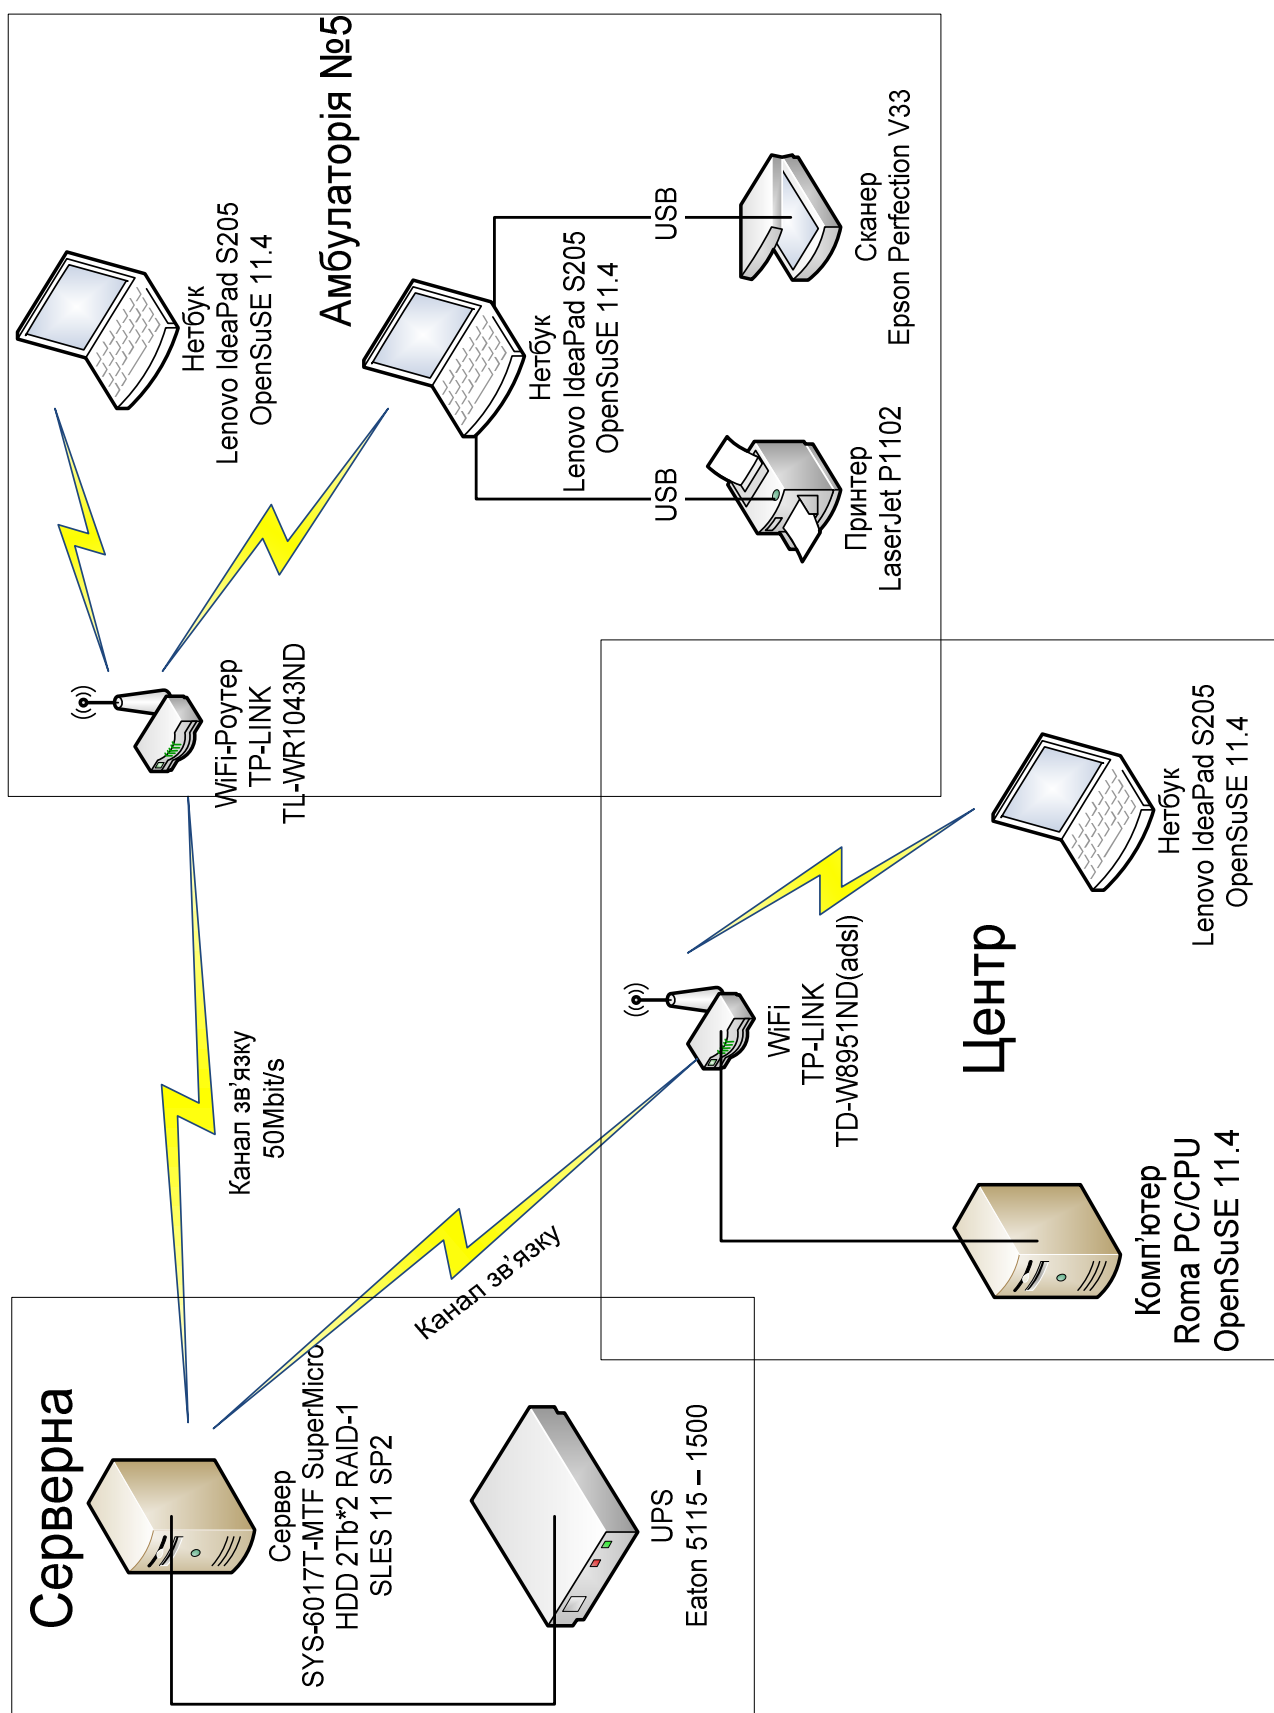 Серверна
Сервер
SYS-6017T-MTF SuperMicro
HDD 2Tb*2 RAID-1
SLES 11 SP2
UPS
Eaton 5115 – 1500
Канал зв'язку
50Mbit/s
Канал зв'язку
Амбулаторія №5
WiFi-Роутер
TP-LINK
TL-WR1043ND
Нетбук
Lenovo IdeaPad S205
OpenSuSE 11.4
Нетбук
Lenovo IdeaPad S205
OpenSuSE 11.4
USB
USB
Принтер
LaserJet P1102
Сканер
Epson Perfection V33
Центр
WiFi
TP-LINK
TD-W8951ND(adsl)
Комп'ютер
Roma PC/CPU
OpenSuSE 11.4
Нетбук
Lenovo IdeaPad S205
OpenSuSE 11.4